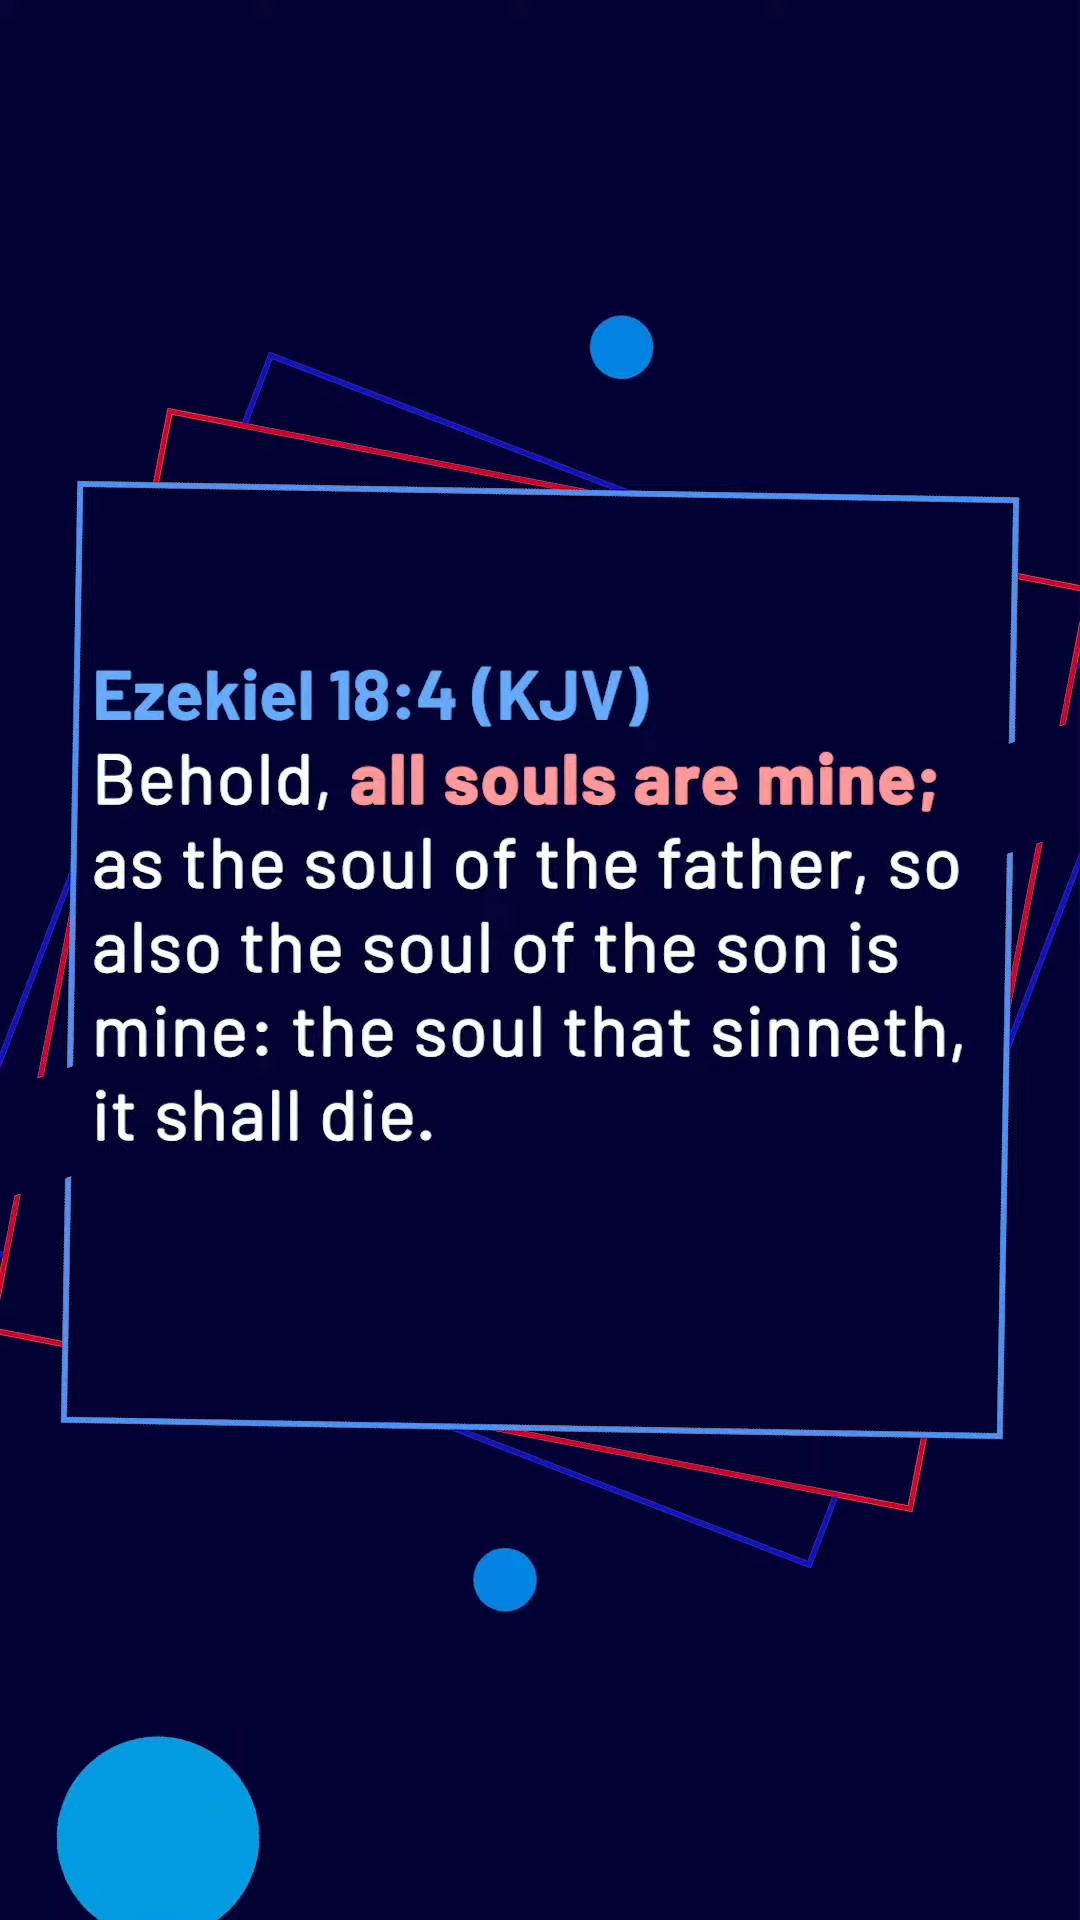 Ezekiel 18:4 (KJV)
Behold, all souls are mine;
as the soul of the father, so
also the soul of the son is
mine: the soul that sinneth,
it shall die.